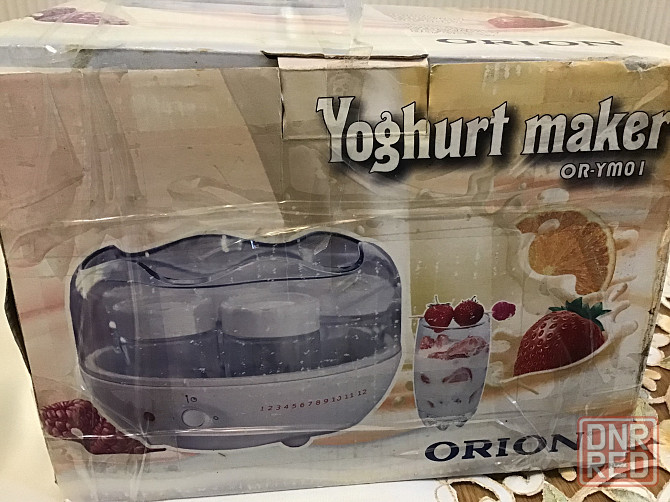 ORION
Yoghurt maker
OR-YM01
1 2 3 4 5 6 7 8 9 10 11 12
ORION
DNR
RED